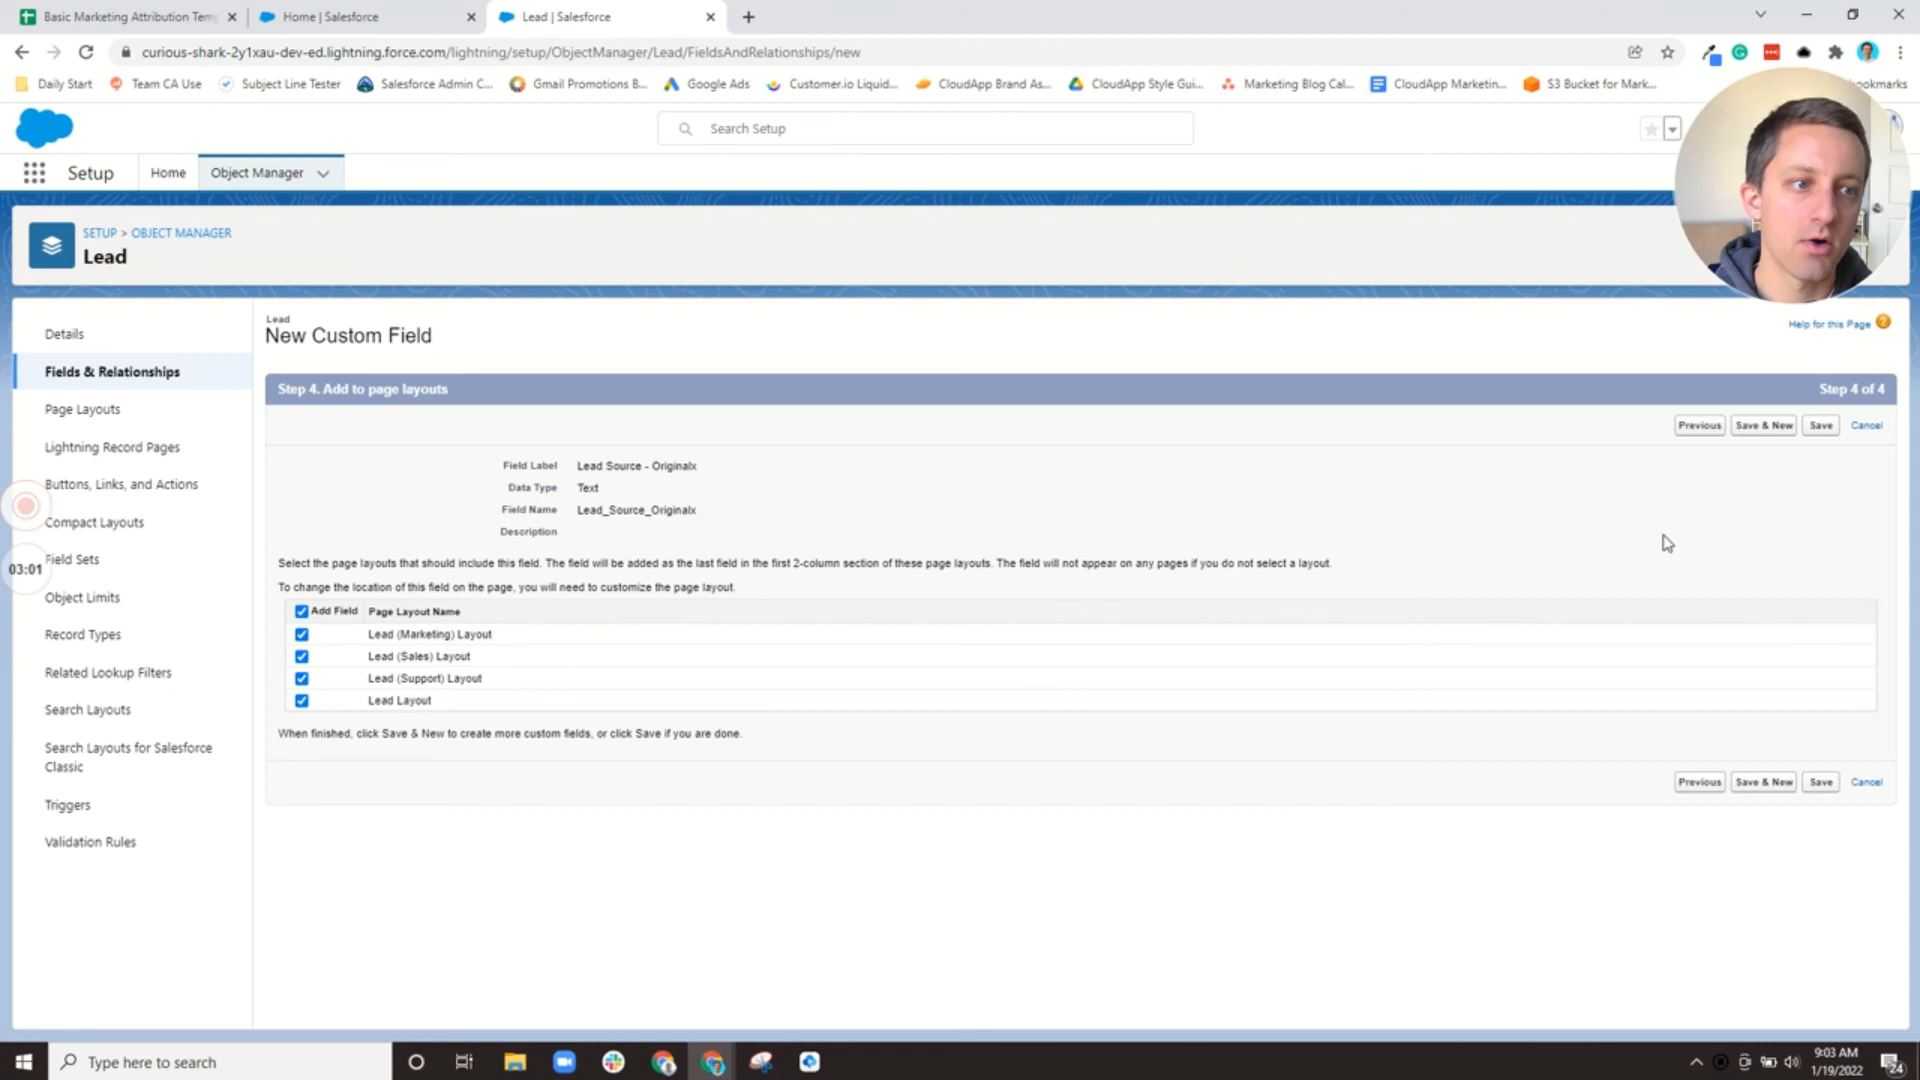 Basic Marketing Attribution Temp
Home | Salesforce
Lead | Salesforce
curious-shark-2y1xau-dev-ed.lightning.force.com/lightning/setup/ObjectManager/Lead/FieldsAndRelationships/new
Daily Start
Team CA Use
Subject Line Tester
Salesforce Admin C...
Gmail Promotions B...
Google Ads
Customer.io Liquid...
CloudApp Brand As...
CloudApp Style Gui...
Marketing Blog Cal...
CloudApp Marketin...
S3 Bucket for Mark...
ookmarks
Search Setup
Setup
Home
Object Manager
SETUP > OBJECT MANAGER
Lead
Details
Fields & Relationships
Page Layouts
Lightning Record Pages
Buttons, Links, and Actions
Compact Layouts
Field Sets
03:01
Object Limits
Record Types
Related Lookup Filters
Search Layouts
Search Layouts for Salesforce
Classic
Triggers
Validation Rules
Lead
New Custom Field
Help for this Page
Step 4. Add to page layouts
Step 4 of 4
Previous
Save & New
Save
Cancel
Field Label Lead Source - Originalx
Data Type Text
Field Name Lead_Source_Originalx
Description
Select the page layouts that should include this field. The field will be added as the last field in the first 2-column section of these page layouts. The field will not appear on any pages if you do not select a layout.
To change the location of this field on the page, you will need to customize the page layout.
Add Field Page Layout Name
Lead (Marketing) Layout
Lead (Sales) Layout
Lead (Support) Layout
Lead Layout
When finished, click Save & New to create more custom fields, or click Save if you are done.
Previous
Save & New
Save
Cancel
Type here to search
9:03 AM
1/19/2022
24